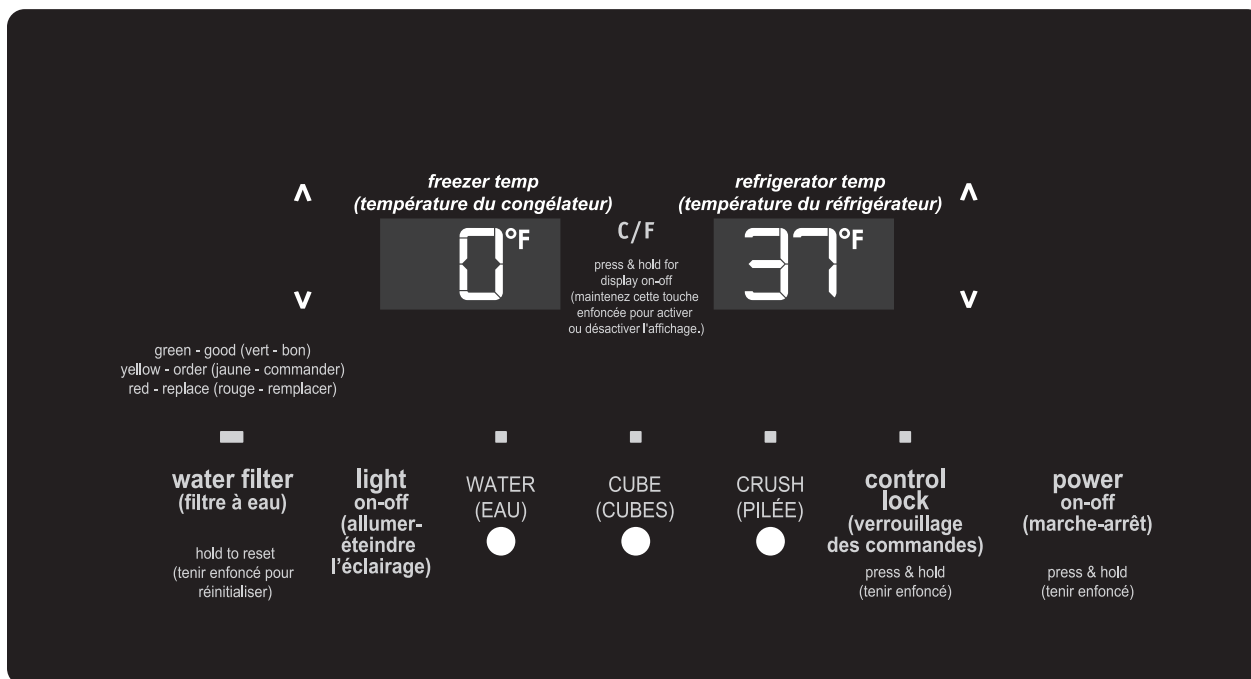 freezer temp
(température du congélateur)
0°F
C/F
press & hold for
display on-off
(maintenez cette touche
enfoncée pour activer
ou désactiver l'affichage.)
refrigerator temp
(température du réfrigérateur)
37°F
green - good (vert - bon)
yellow - order (jaune - commander)
red - replace (rouge - remplacer)
water filter
(filtre à eau)
hold to reset
(tenir enfoncé pour
réinitialiser)
light
on-off
(allumer-
éteindre
l'éclairage)
WATER
(EAU)
CUBE
(CUBES)
CRUSH
(PILÉE)
control
lock
(verrouillage
des commandes)
press & hold
(tenir enfoncé)
power
on-off
(marche-arrêt)
press & hold
(tenir enfoncé)